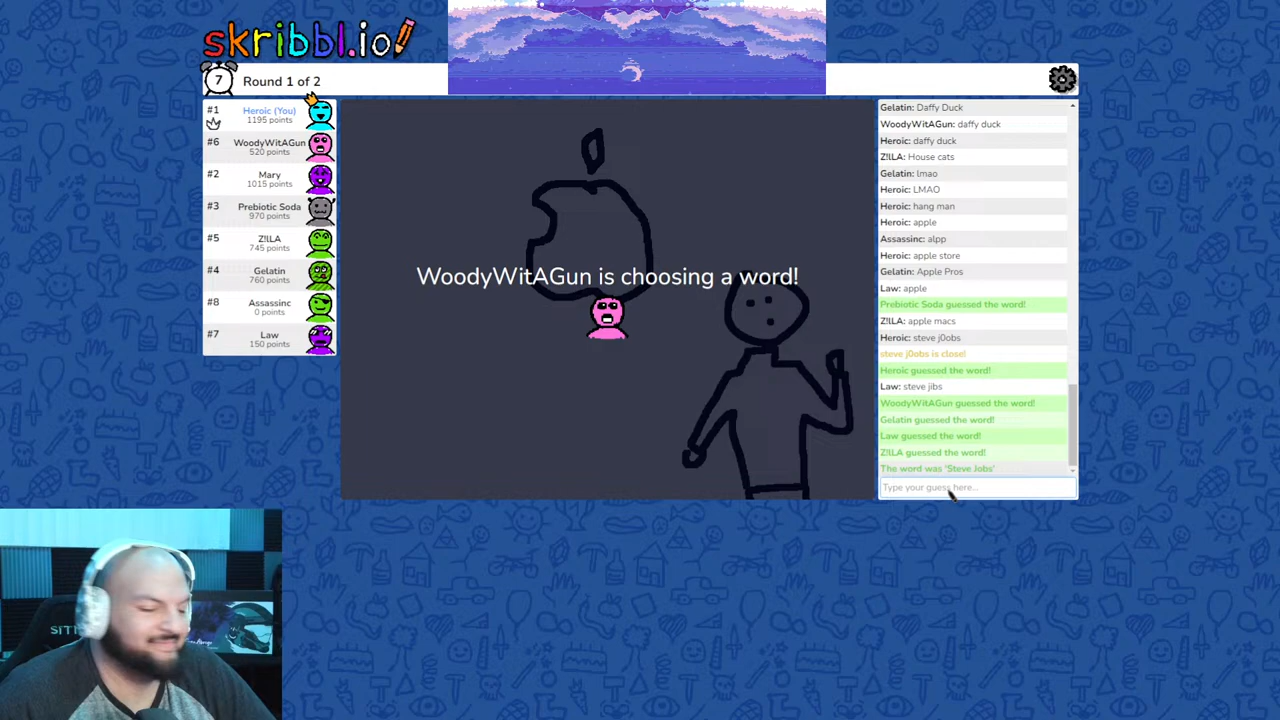 skribbl.io
7
Round 1 of 2
#1
Heroic (You)
1195 points
#6
WoodyWitAGun
520 points
#2
Mary
1015 points
#3
Prebiotic Soda
970 points
#5
Z!LLA
745 points
#4
Gelatin
760 points
#8
Assassinc
0 points
#7
Law
150 points
WoodyWitAGun is choosing a word!
Gelatin: Daffy Duck
WoodyWitAGun: daffy duck
Heroic: daffy duck
Z!LLA: House cats
Gelatin: lmao
Heroic: LMAO
Heroic: hang man
Heroic: apple
Assassinc: alpp
Heroic: apple store
Gelatin: Apple Pros
Law: apple
Prebiotic Soda guessed the word!
Z!LLA: apple macs
Heroic: steve j0obs
steve j0obs is close!
Heroic guessed the word!
Law: steve jibs
WoodyWitAGun guessed the word!
Gelatin guessed the word!
Law guessed the word!
Z!LLA guessed the word!
The word was 'Steve Jobs'
Type your guess here...